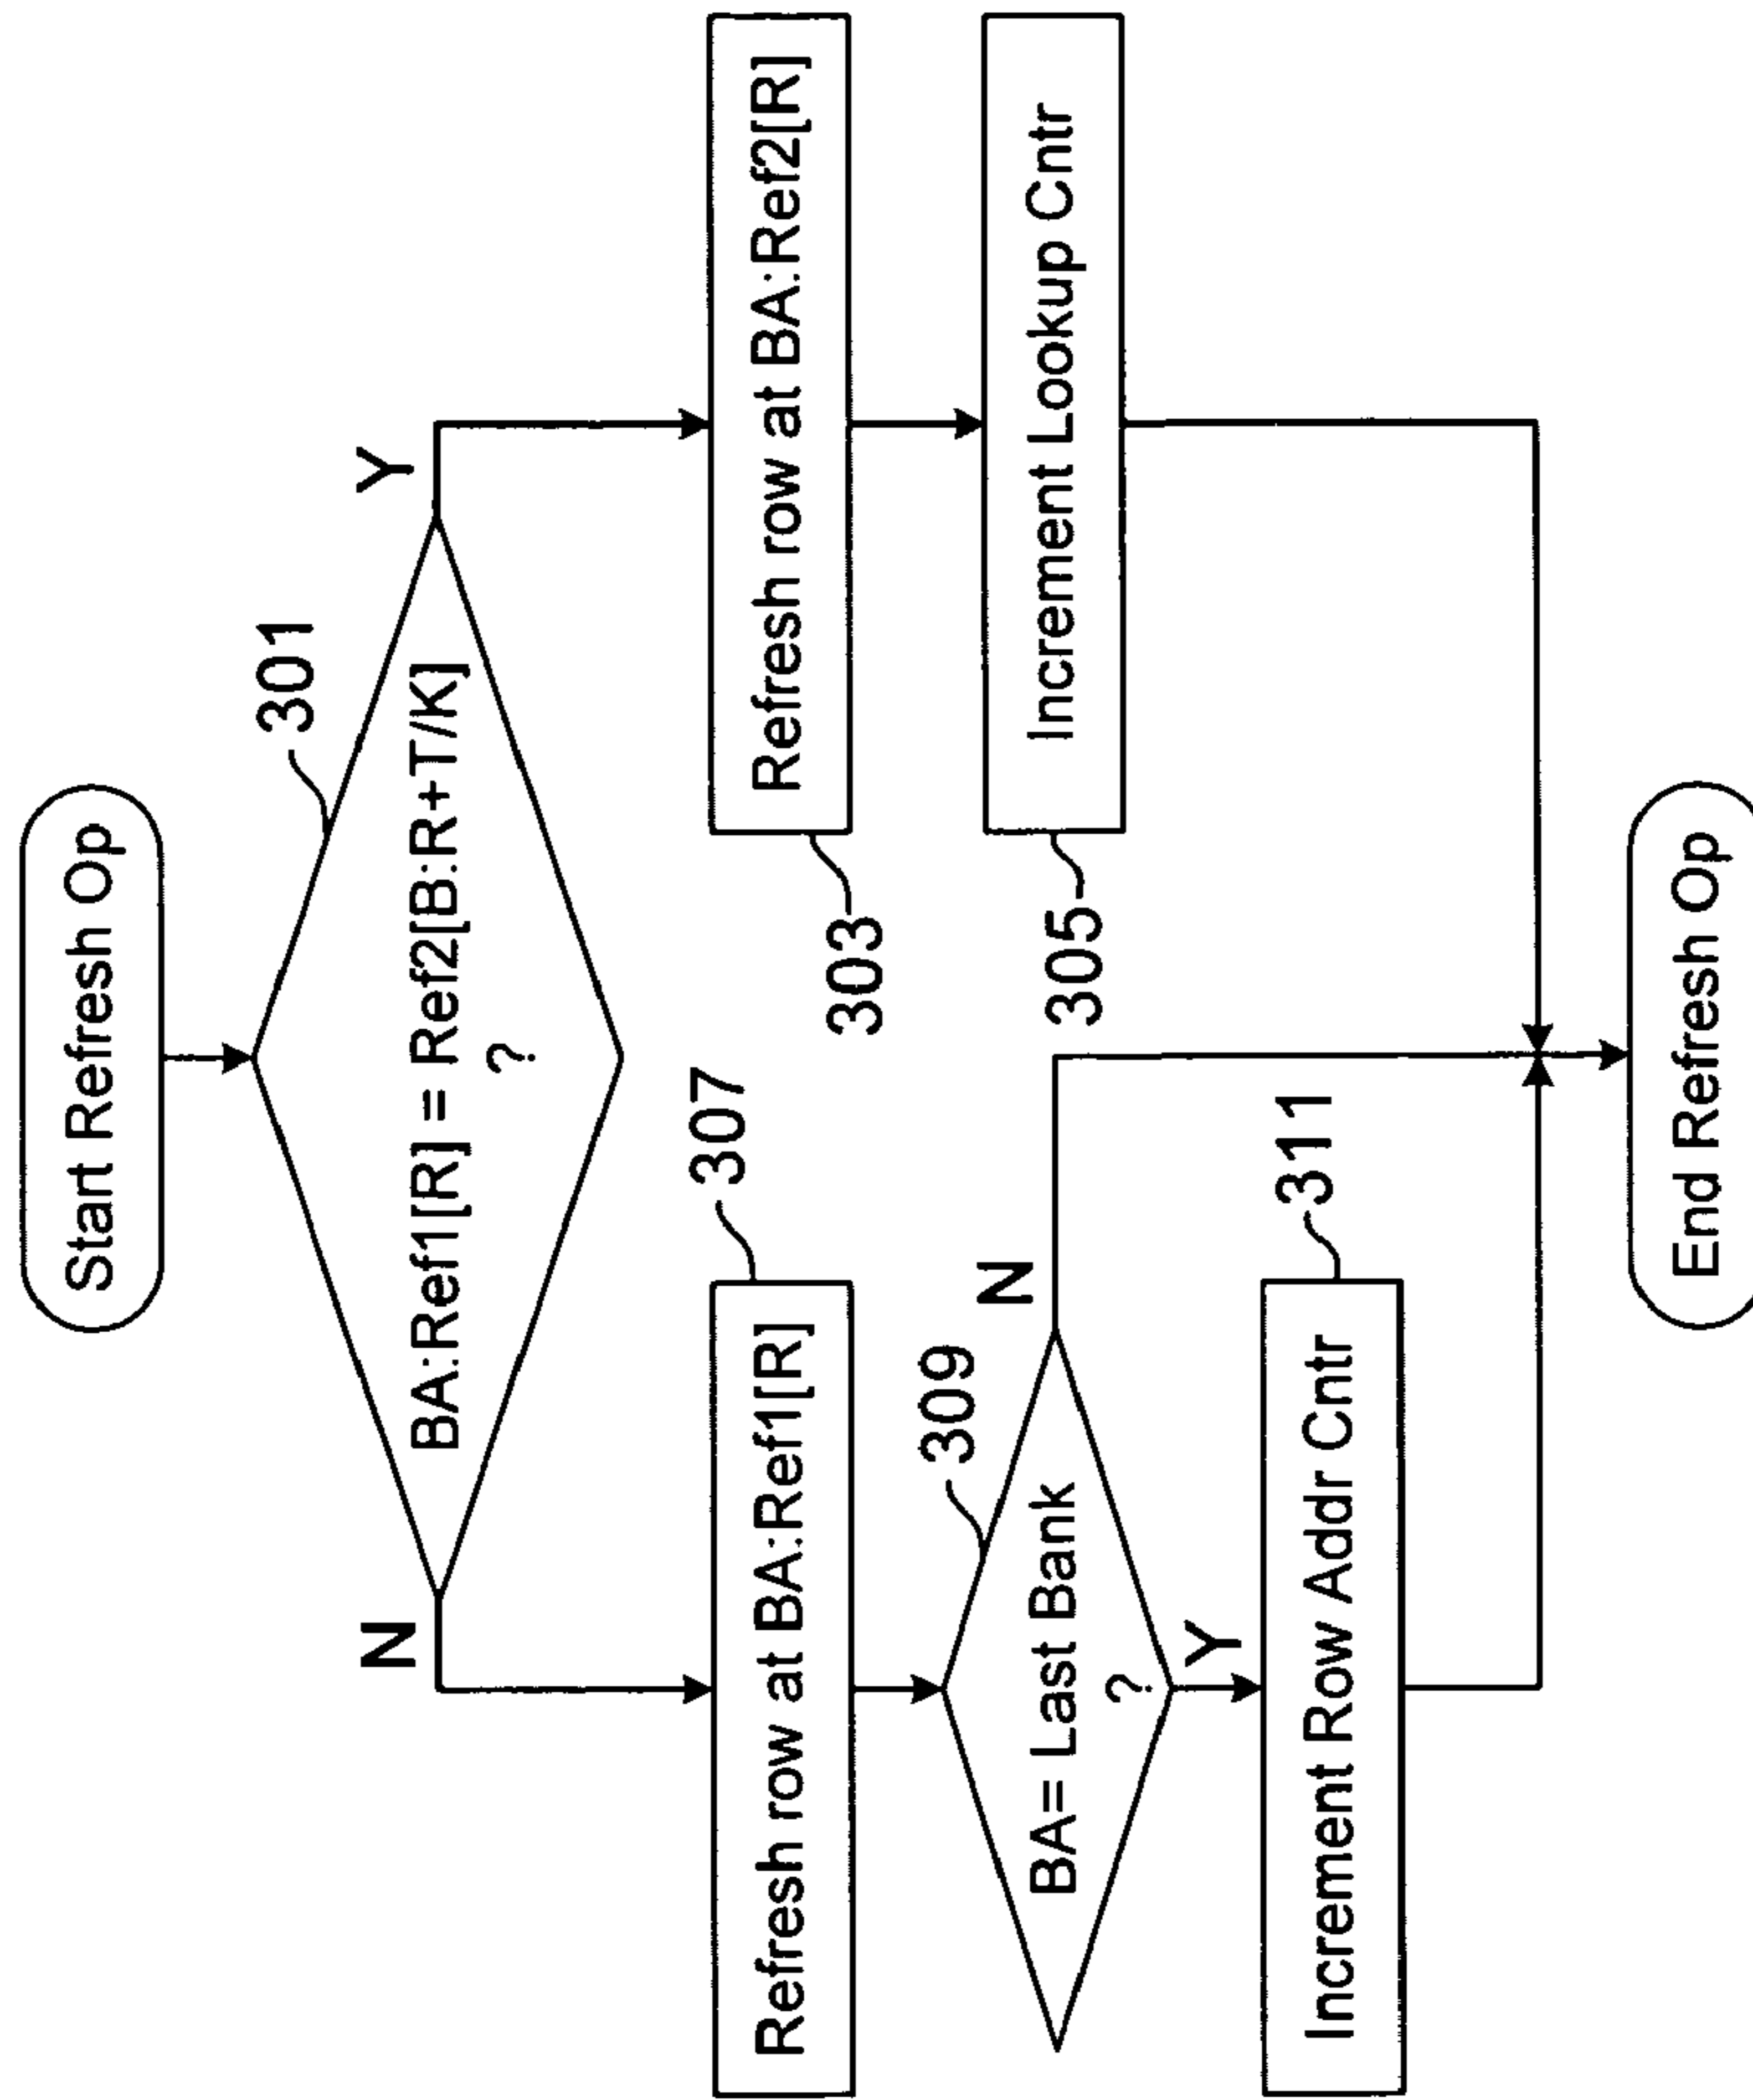 Start Refresh Op
301
BA:Ref1[R] = Ref2[B:R+T/K]
?
N
Y
307
Refresh row at BA:Ref1[R]
303
Refresh row at BA:Ref2[R]
309
BA= Last Bank
?
N
Y
305
Increment Lookup Cntr
311
Increment Row Addr Cntr
End Refresh Op